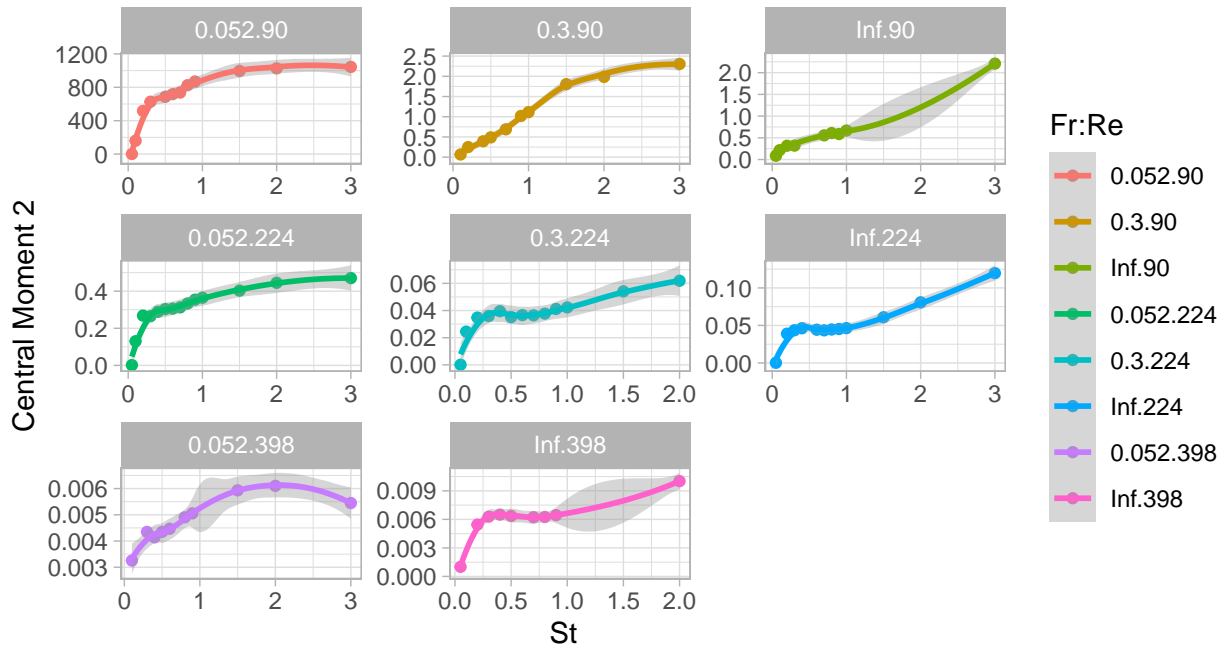 0.052.90
0.3.90
Inf.90
1200
800
400
0
0 1 2 3
2.5
2.0
1.5
1.0
0.5
0.0
0 1 2 3
2.0
1.5
1.0
0.5
0.0
0 1 2 3
0.052.224
0.3.224
Inf.224
0.4
0.2
0.0
0 1 2 3
0.06
0.04
0.02
0.00
0.0 0.5 1.0 1.5 2.0
0.10
0.05
0.00
0 1 2 3
0.052.398
Inf.398
0.006
0.005
0.004
0.003
0 1 2 3
0.009
0.006
0.003
0.000
0.0 0.5 1.0 1.5 2.0
Central Moment 2
St
Fr:Re
0.052.90
0.3.90
Inf.90
0.052.224
0.3.224
Inf.224
0.052.398
Inf.398